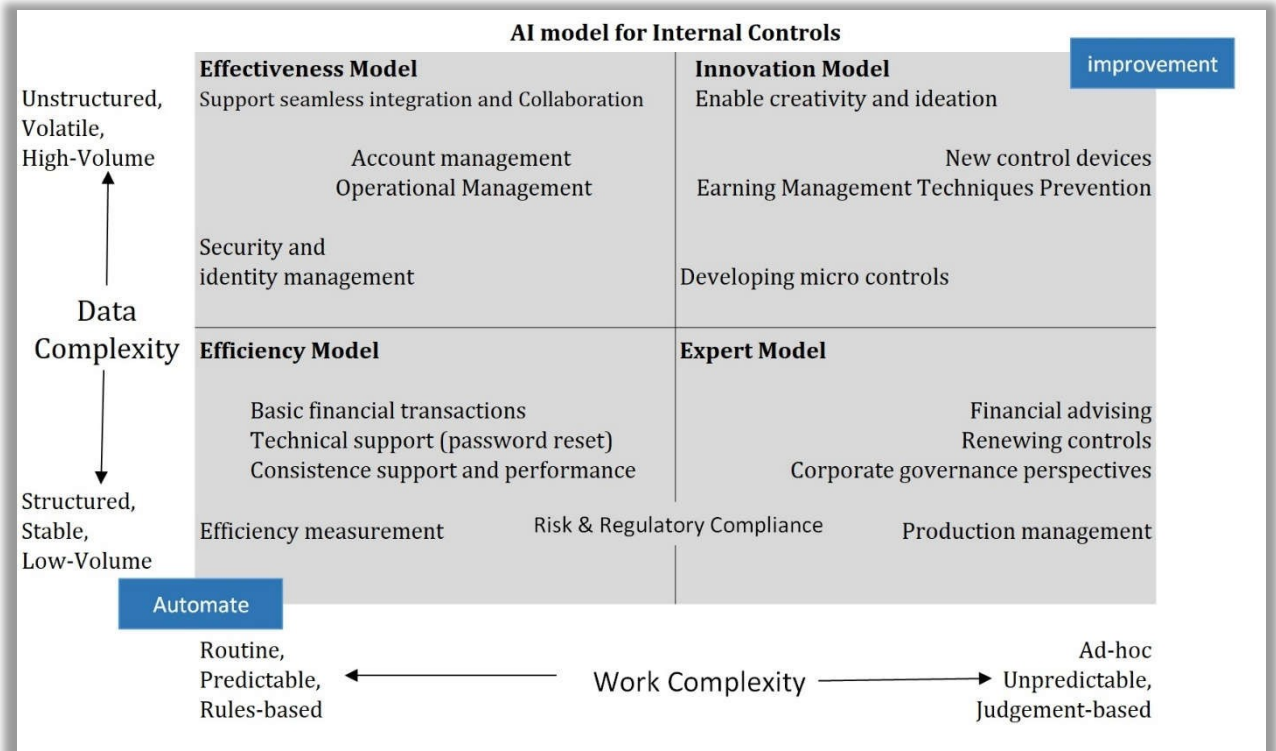 AI model for Internal Controls
improvement
Effectiveness Model
Support seamless integration and Collaboration
Account management
Operational Management
Security and
identity management
Innovation Model
Enable creativity and ideation
New control devices
Earning Management Techniques Prevention
Developing micro controls
Unstructured,
Volatile,
High-Volume
Data
Complexity
Structured,
Stable,
Low-Volume
Efficiency Model
Basic financial transactions
Technical support (password reset)
Consistence support and performance
Efficiency measurement
Expert Model
Financial advising
Renewing controls
Corporate governance perspectives
Risk & Regulatory Compliance
Production management
Automate
Routine,
Predictable,
Rules-based
Work Complexity
Ad-hoc
Unpredictable,
Judgement-based